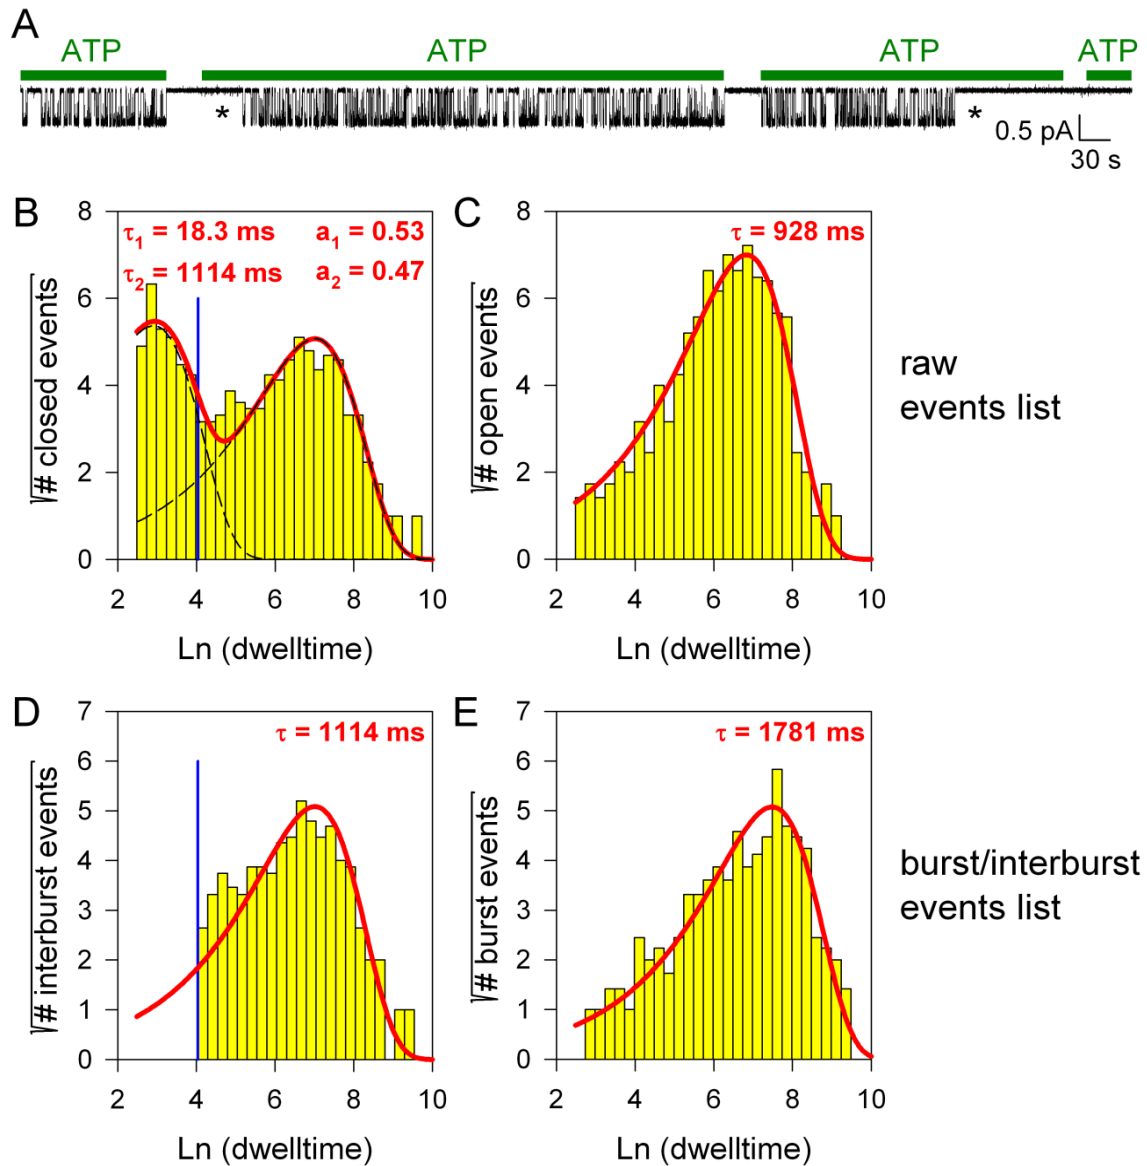 A
ATP ATP ATP ATP
* *
0.5 pA
30 s
B
τ1 = 18.3 ms a1 = 0.53
τ2 = 1114 ms a2 = 0.47
8
6
4
2
0
√# closed events
2 4 6 8 10
Ln (dwelltime)
C
τ = 928 ms
8
6
4
2
0
√# open events
2 4 6 8 10
Ln (dwelltime)
raw
events list
D
τ = 1114 ms
7
6
5
4
3
2
1
0
√# interburst events
2 4 6 8 10
Ln (dwelltime)
E
τ = 1781 ms
7
6
5
4
3
2
1
0
√# burst events
2 4 6 8 10
Ln (dwelltime)
burst/interburst
events list